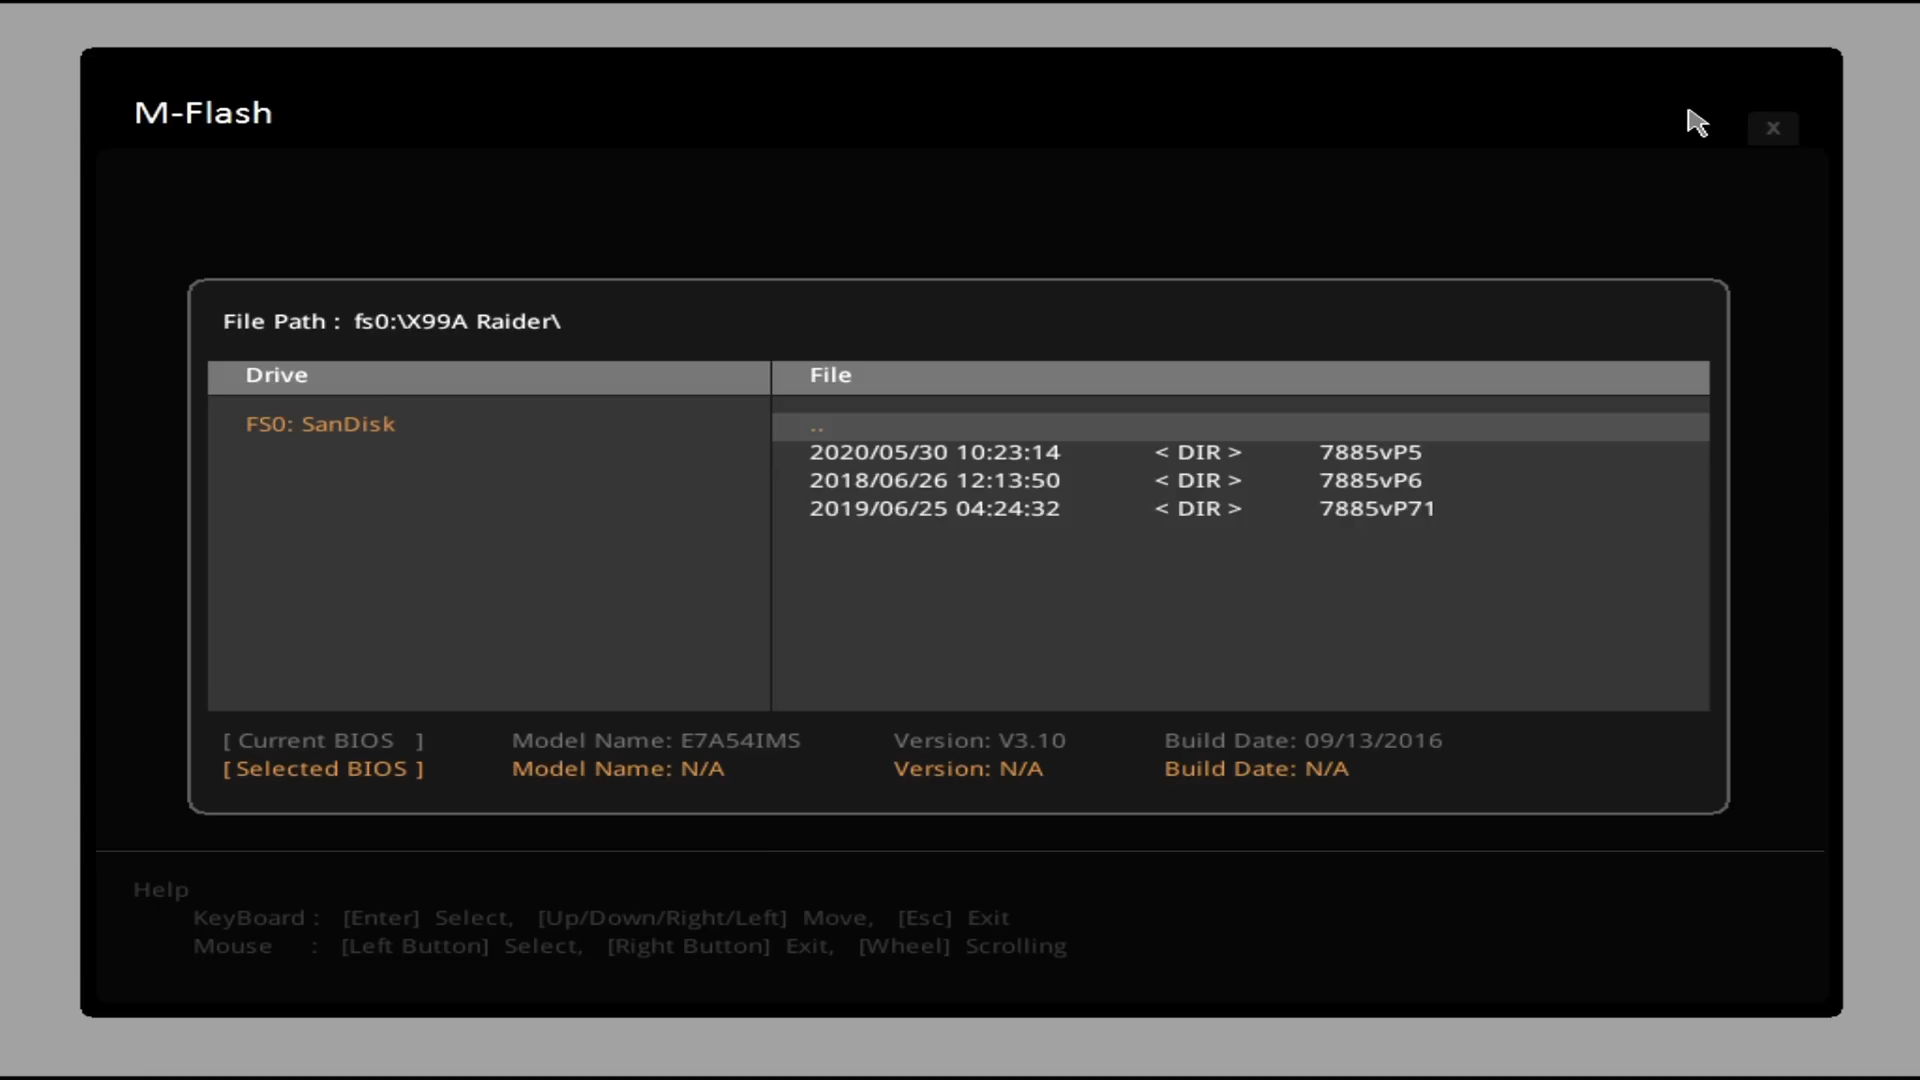 M-Flash
x
File Path : fs0:\X99A Raider\
Drive File
FS0: SanDisk ..
2020/05/30 10:23:14 < DIR > 7885vP5
2018/06/26 12:13:50 < DIR > 7885vP6
2019/06/25 04:24:32 < DIR > 7885vP71
[ Current BIOS ] Model Name: E7A54IMS Version: V3.10 Build Date: 09/13/2016
[ Selected BIOS ] Model Name: N/A Version: N/A Build Date: N/A
Help
KeyBoard : [Enter] Select, [Up/Down/Right/Left] Move, [Esc] Exit
Mouse : [Left Button] Select, [Right Button] Exit, [Wheel] Scrolling